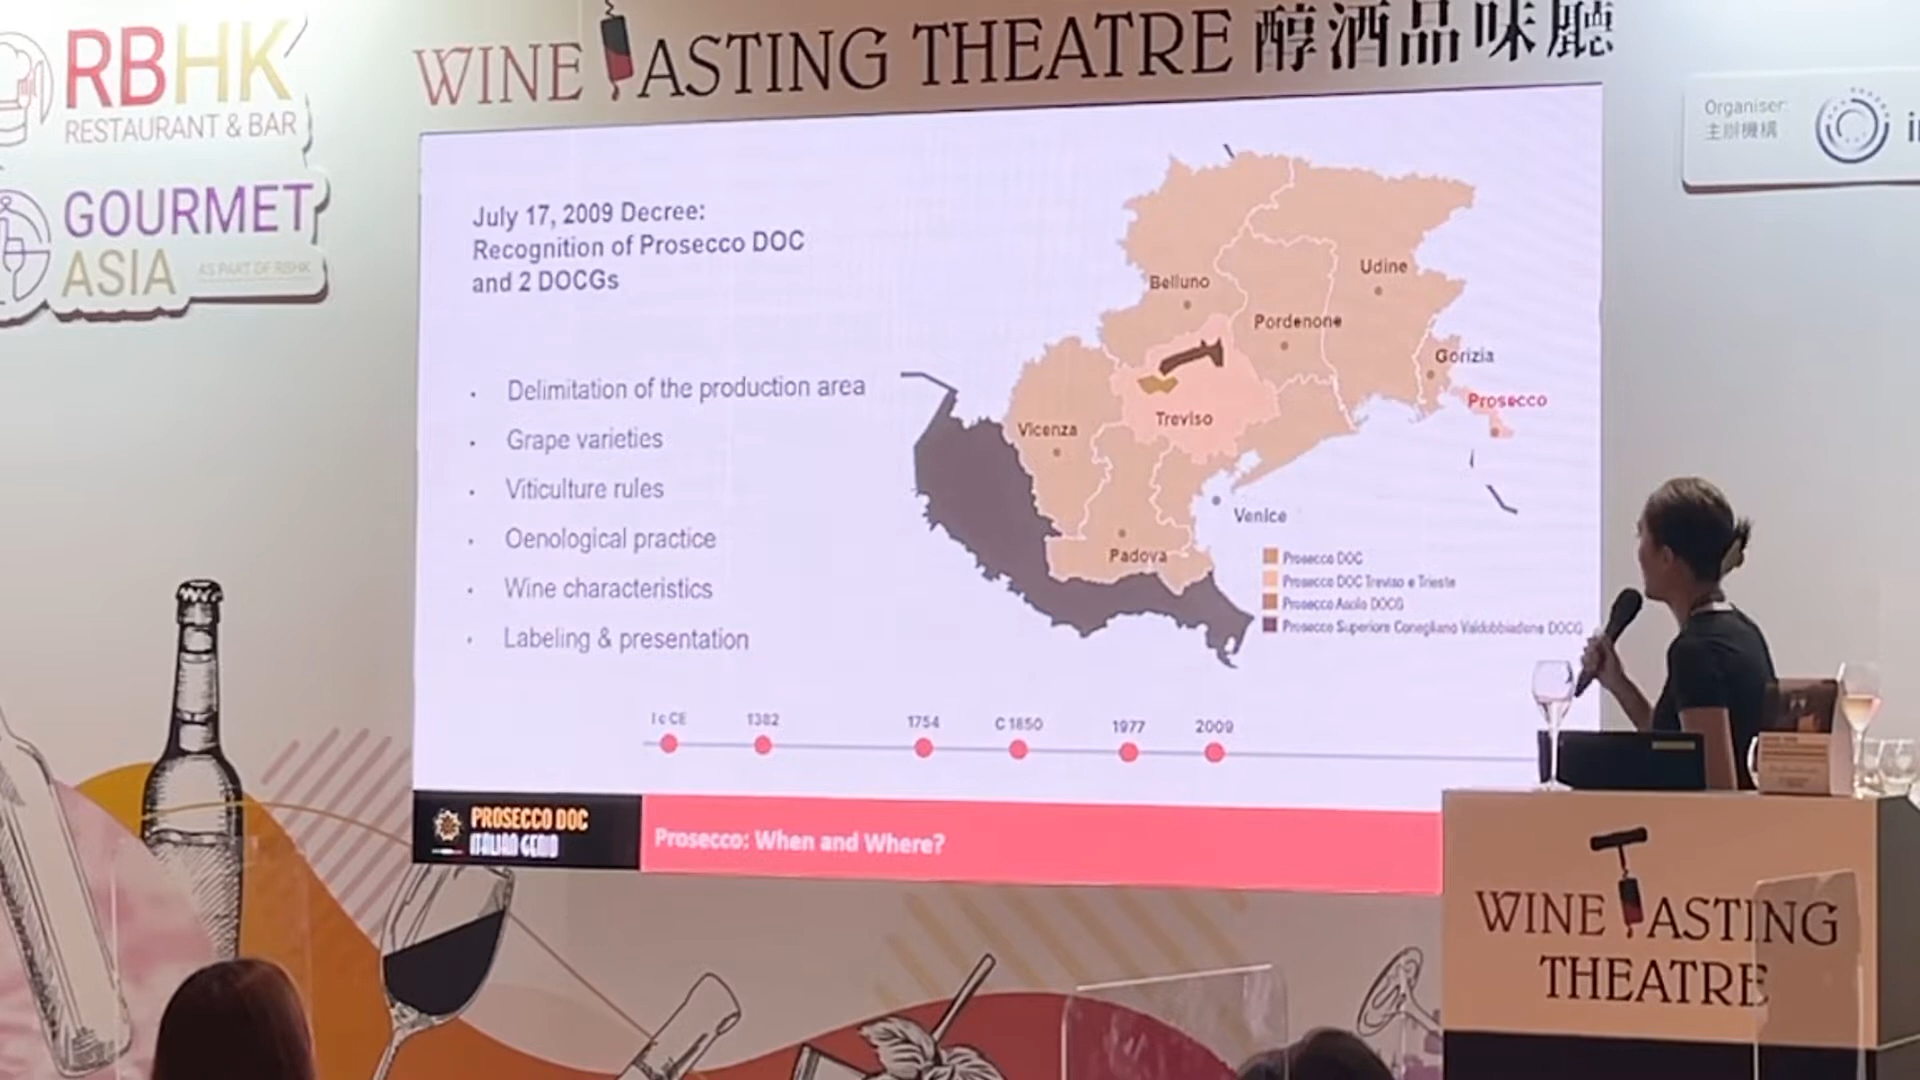 RBHK
RESTAURANT & BAR
GOURMET
ASIA
AS PART OF RBHK
WINE TASTING THEATRE 醇酒品味廳
Organiser:
主辦機構
July 17, 2009 Decree:
Recognition of Prosecco DOC
and 2 DOCGs
· Delimitation of the production area
· Grape varieties
· Viticulture rules
· Oenological practice
· Wine characteristics
· Labeling & presentation
Belluno
Udine
Pordenone
Gorizia
Prosecco
Treviso
Vicenza
Venice
Padova
Prosecco DOC
Prosecco DOC Treviso e Trieste
Prosecco Asolo DOCG
Prosecco Superiore Conegliano Valdobbiadene DOCG
I c CE
1382
1754
C 1850
1977
2009
PROSECCO DOC
ITALIAN GENIO
Prosecco: When and Where?
WINE TASTING
THEATRE